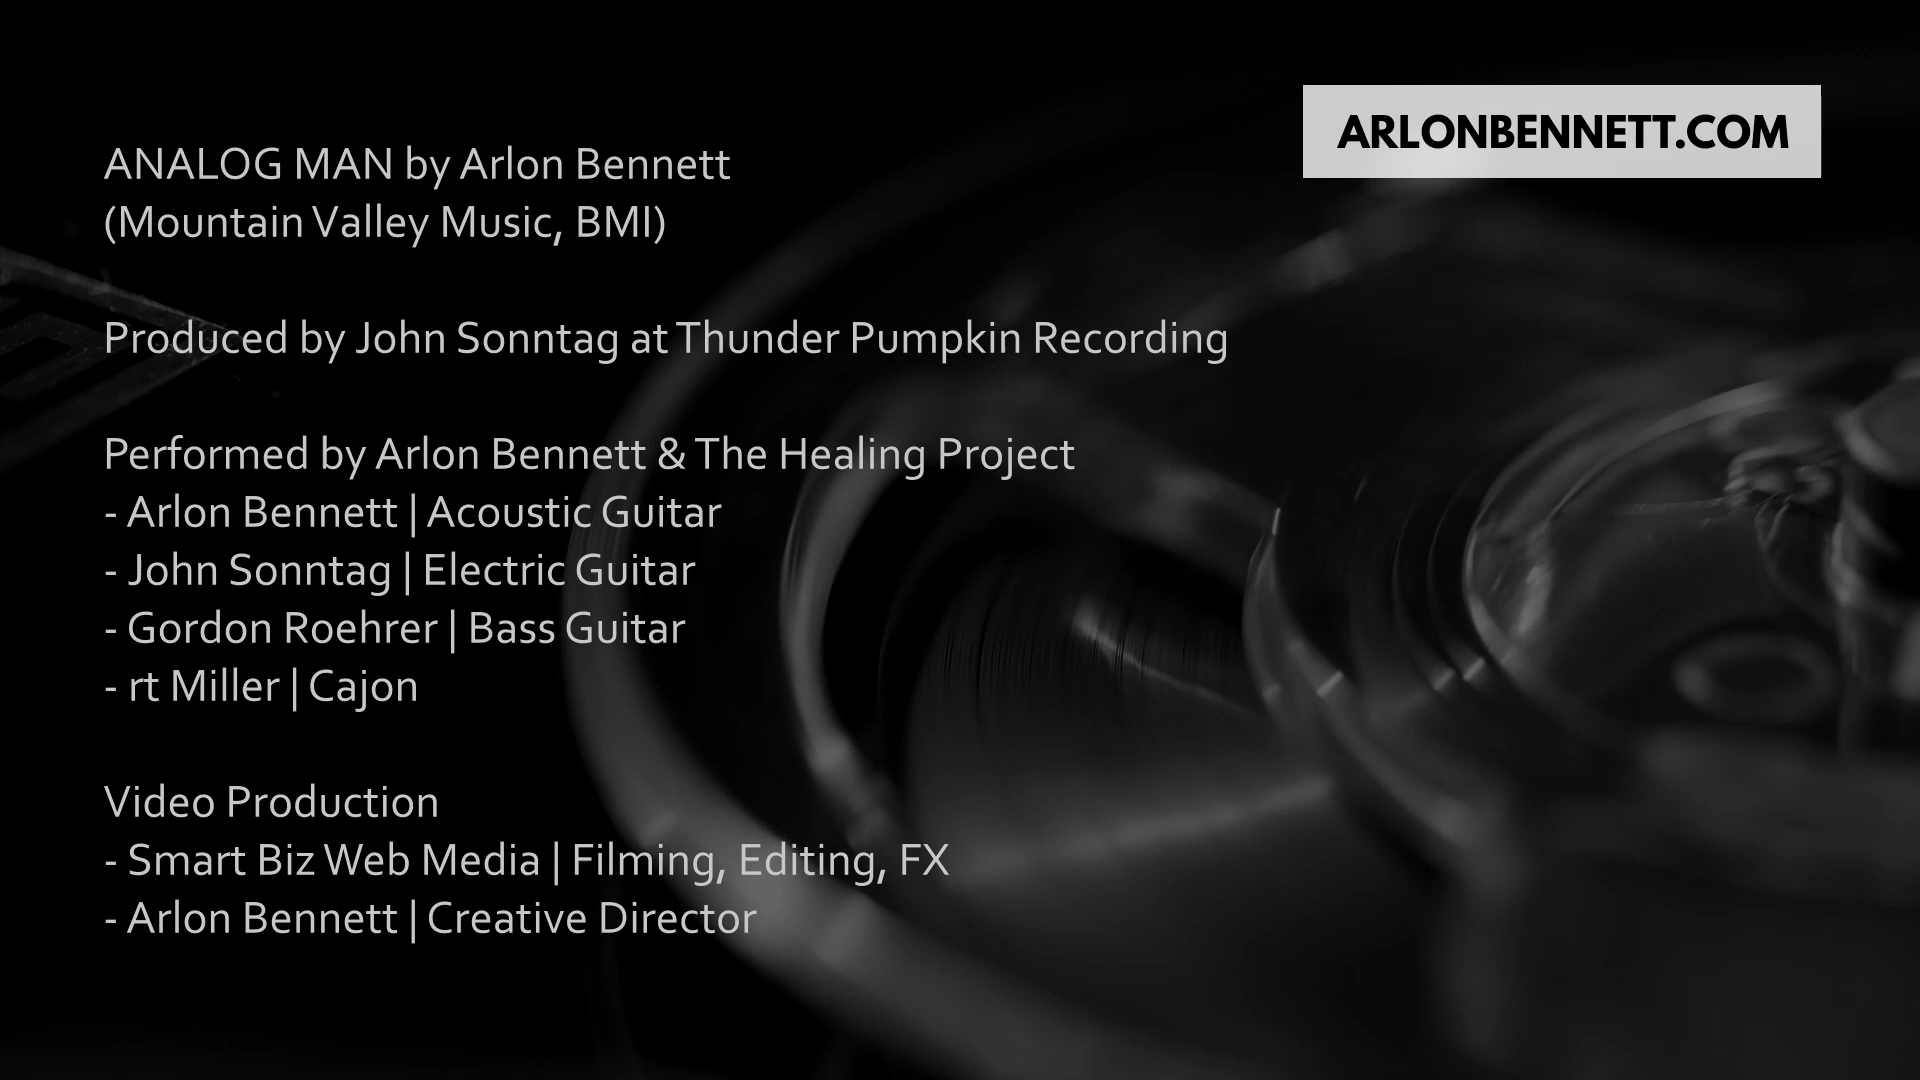 ARLONBENNETT.COM
ANALOG MAN by Arlon Bennett
(Mountain Valley Music, BMI)
Produced by John Sonntag at Thunder Pumpkin Recording
Performed by Arlon Bennett & The Healing Project
- Arlon Bennett | Acoustic Guitar
- John Sonntag | Electric Guitar
- Gordon Roehrer | Bass Guitar
- rt Miller | Cajon
Video Production
- Smart Biz Web Media | Filming, Editing, FX
- Arlon Bennett | Creative Director